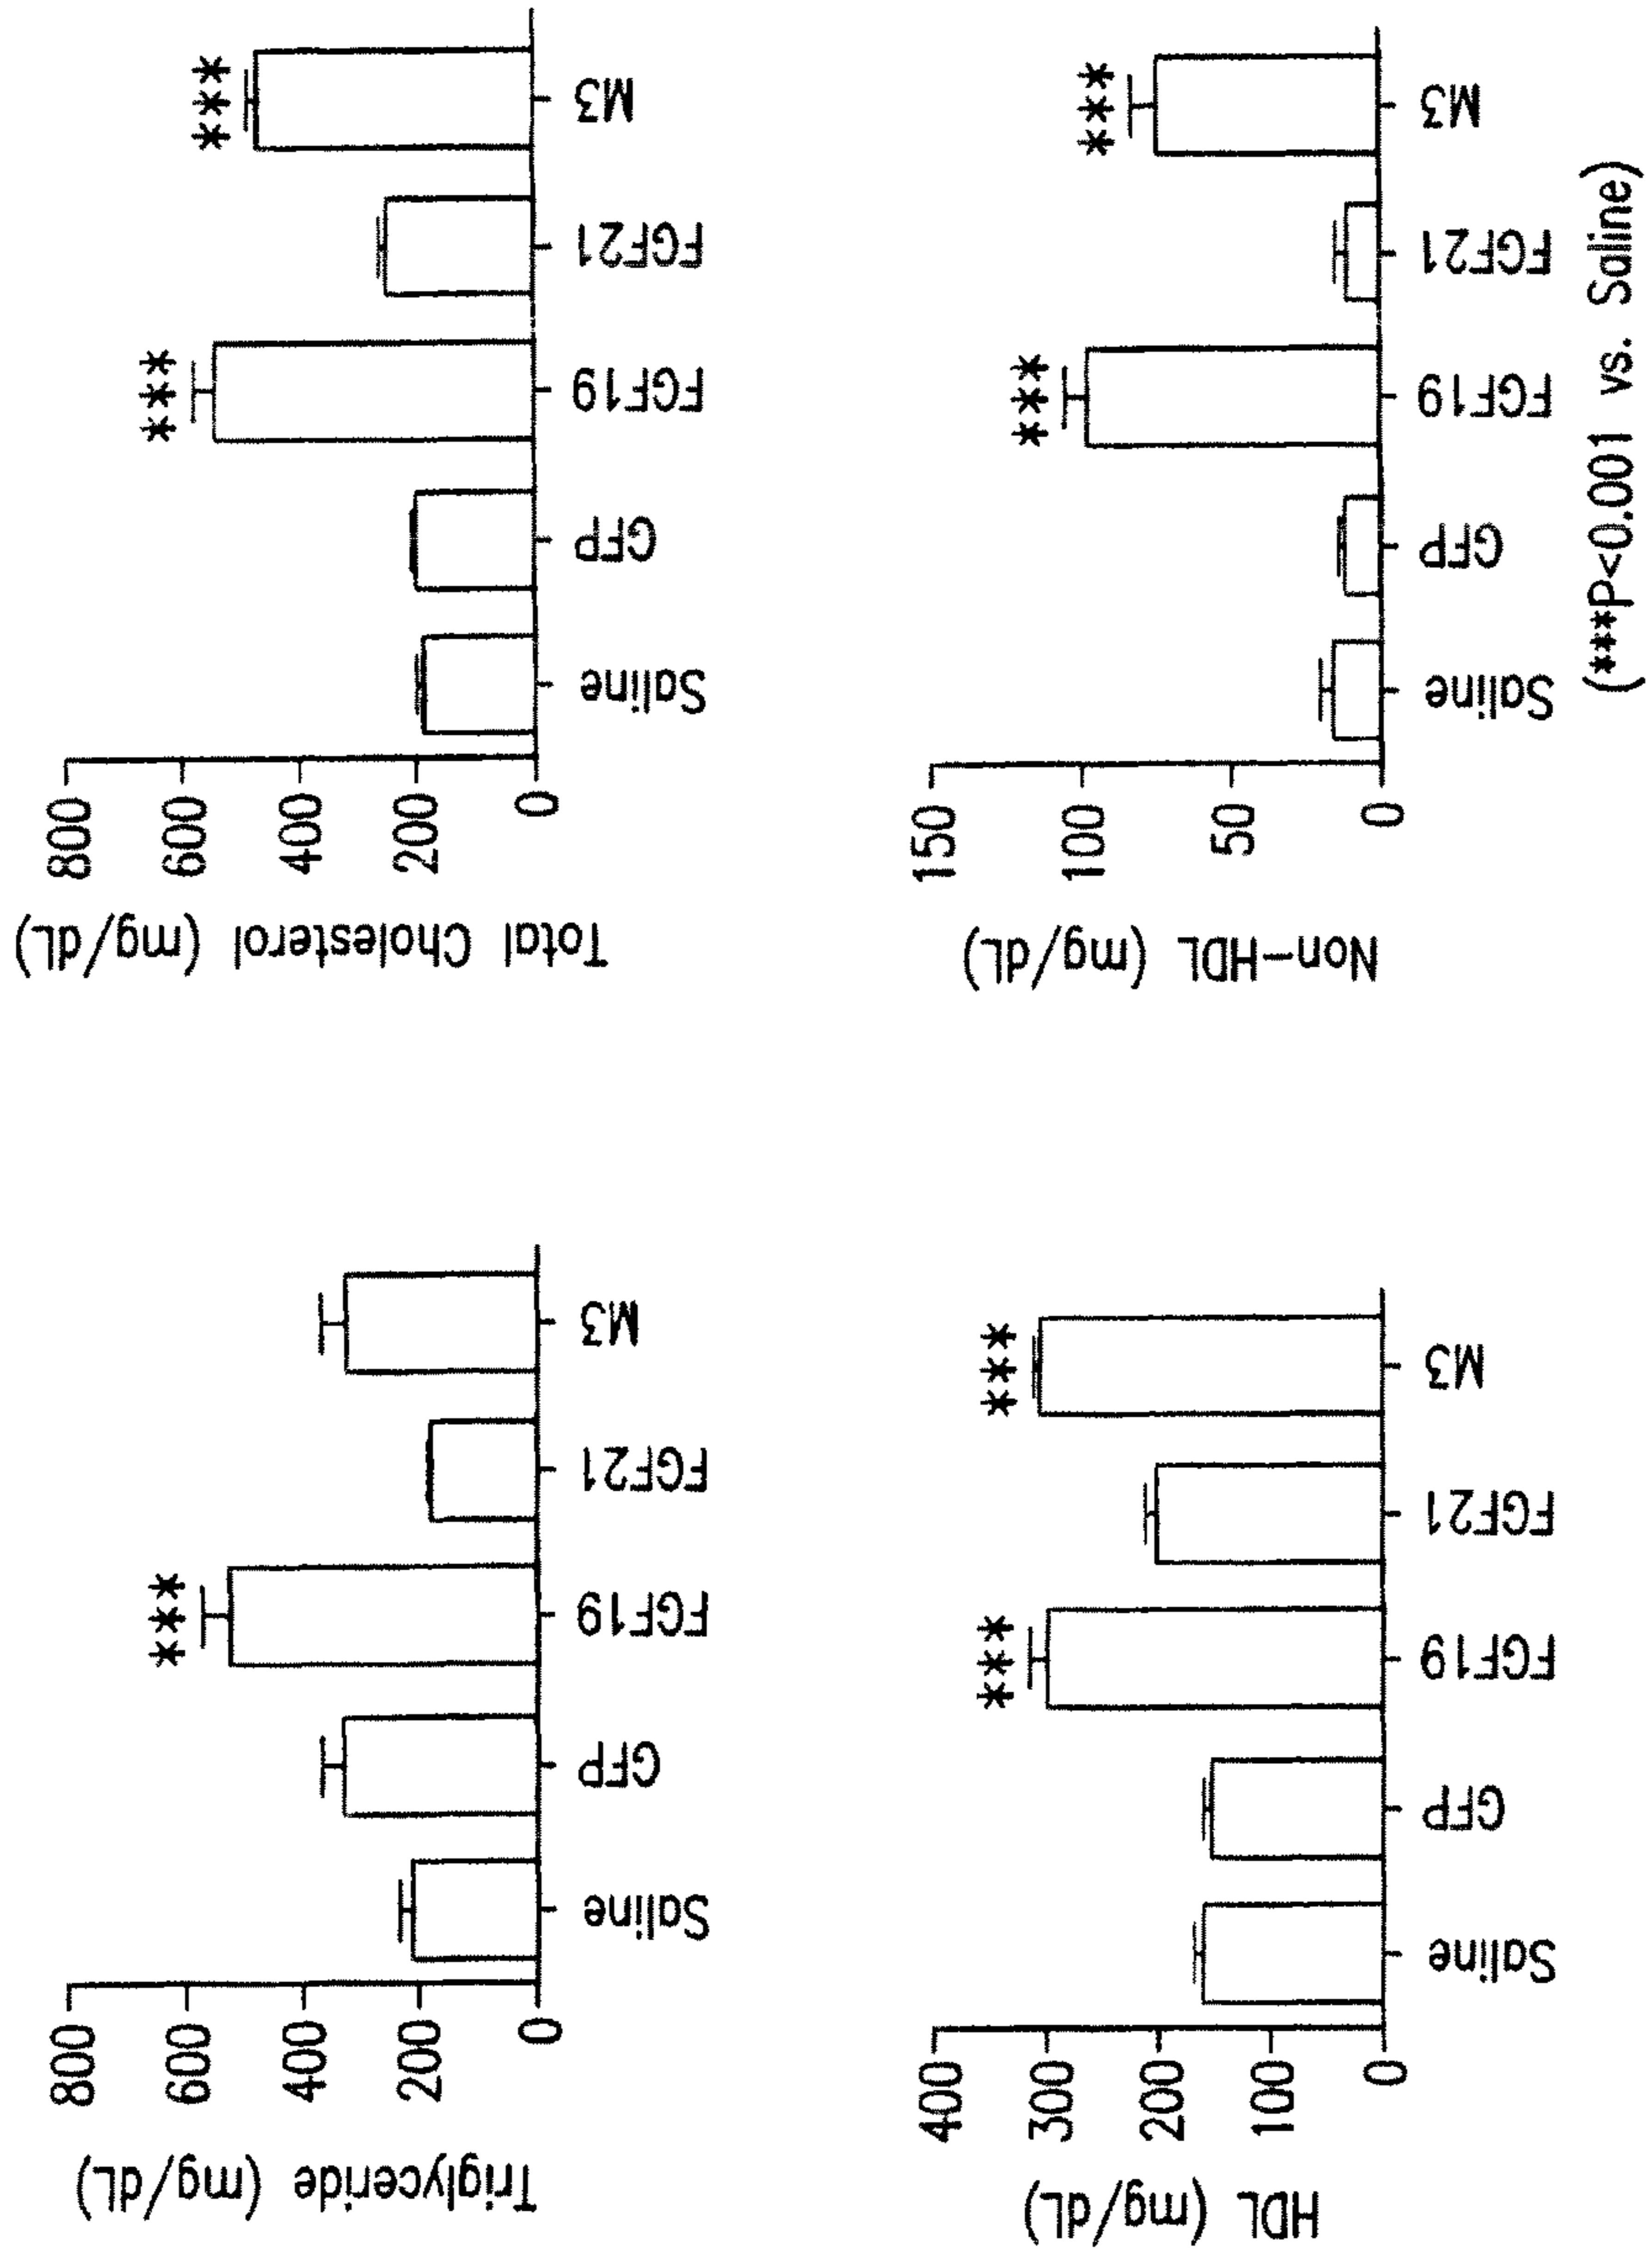 Triglyceride (mg/dL)
800
600
400
200
0
***
Saline GFP FGF19 FGF21 M3
Total Cholesterol (mg/dL)
800
600
400
200
0
*** ***
Saline GFP FGF19 FGF21 M3
HDL (mg/dL)
400
300
200
100
0
*** ***
Saline GFP FGF19 FGF21 M3
Non-HDL (mg/dL)
150
100
50
0
*** ***
Saline GFP FGF19 FGF21 M3
(***P<0.001 vs. Saline)